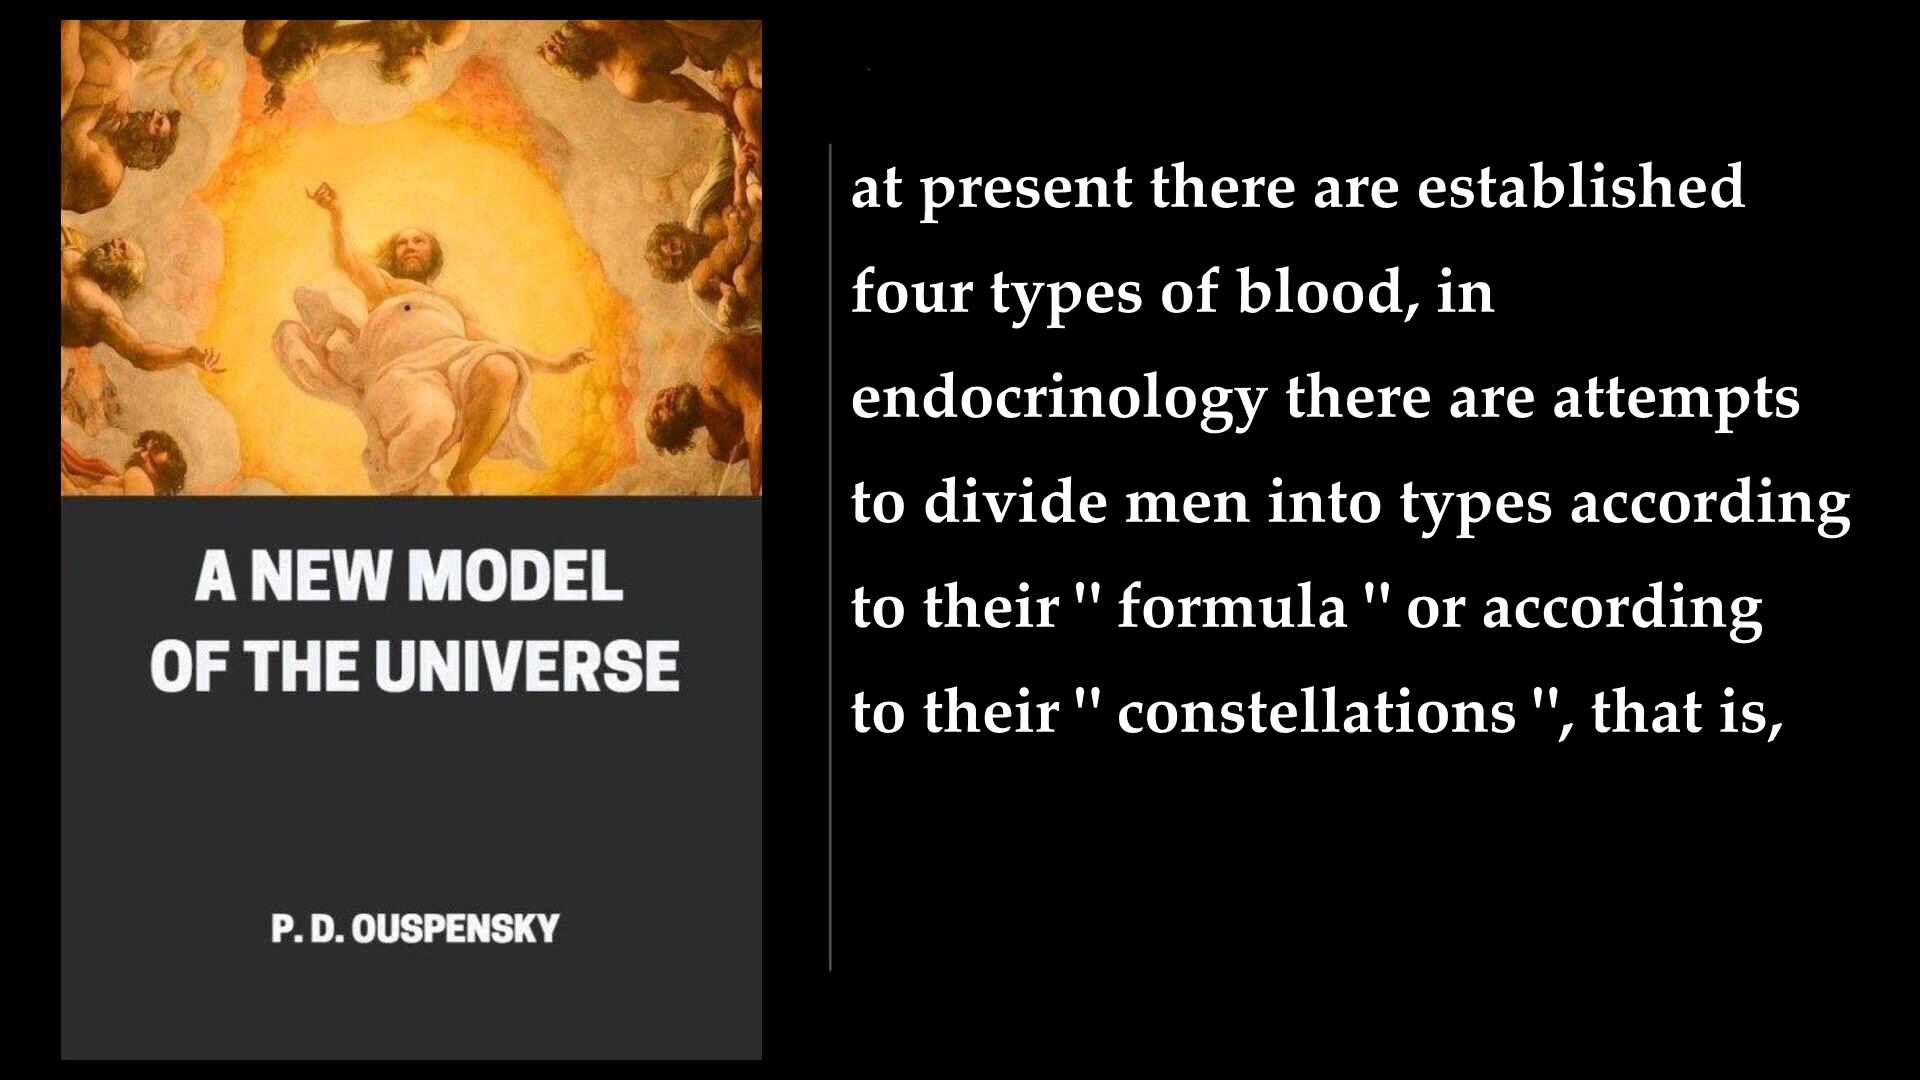 A NEW MODEL
OF THE UNIVERSE
P. D. OUSPENSKY
at present there are established
four types of blood, in
endocrinology there are attempts
to divide men into types according
to their " formula " or according
to their " constellations ", that is,